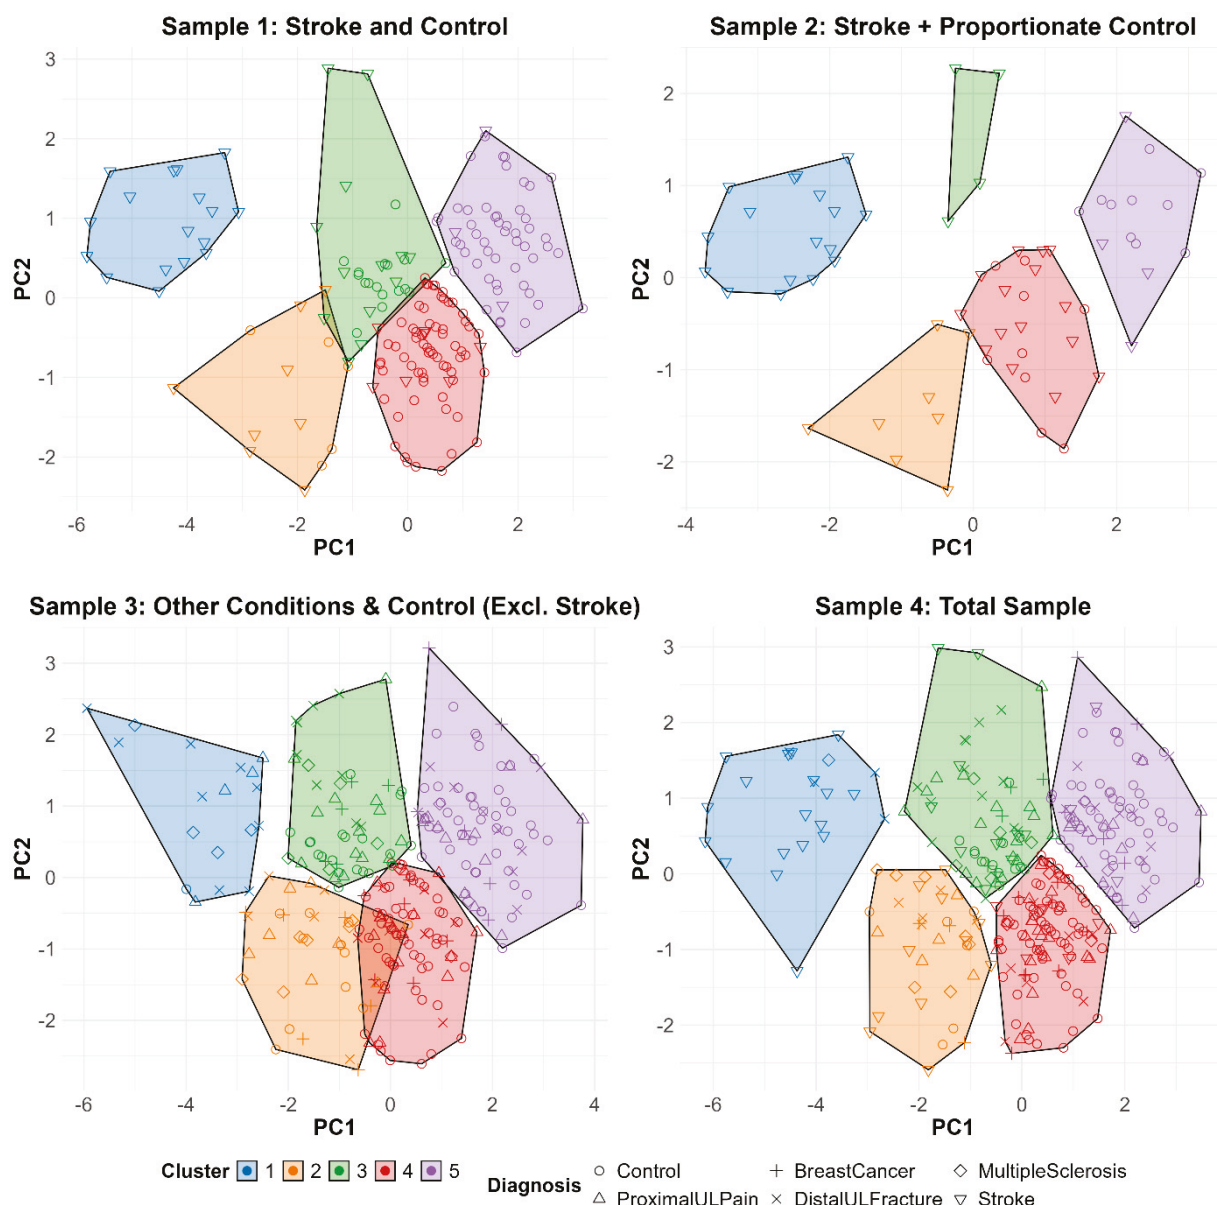 Sample 1: Stroke and Control
Sample 2: Stroke + Proportionate Control
3
2
1
0
-1
-2
PC2
-6
-4
-2
0
2
PC1
2
1
0
-1
-2
PC2
-4
-2
0
2
PC1
Sample 3: Other Conditions & Control (Excl. Stroke)
Sample 4: Total Sample
3
2
1
0
-1
-2
PC2
-6
-4
-2
0
2
4
PC1
3
2
1
0
-1
-2
PC2
-6
-4
-2
0
2
PC1
Cluster 1 2 3 4 5
Diagnosis
Control BreastCancer MultipleSclerosis
ProximalULPain DistalULFracture Stroke